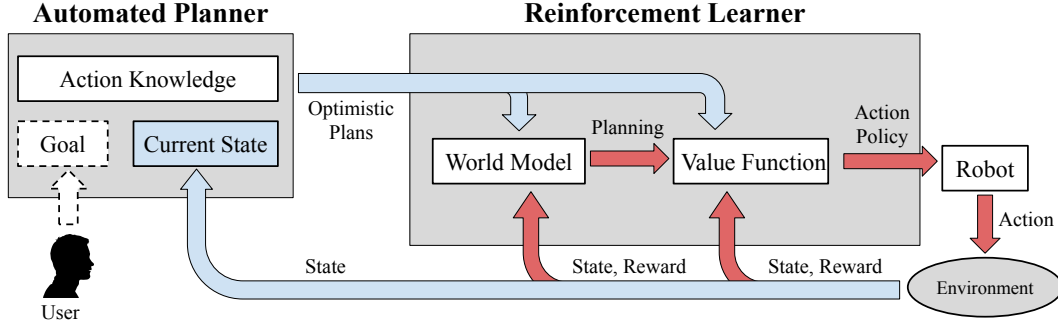 Automated Planner
Reinforcement Learner
Action Knowledge
Goal
Current State
Optimistic
Plans
World Model
Planning
Value Function
Action
Policy
Robot
Action
Environment
State
State, Reward
State, Reward
User